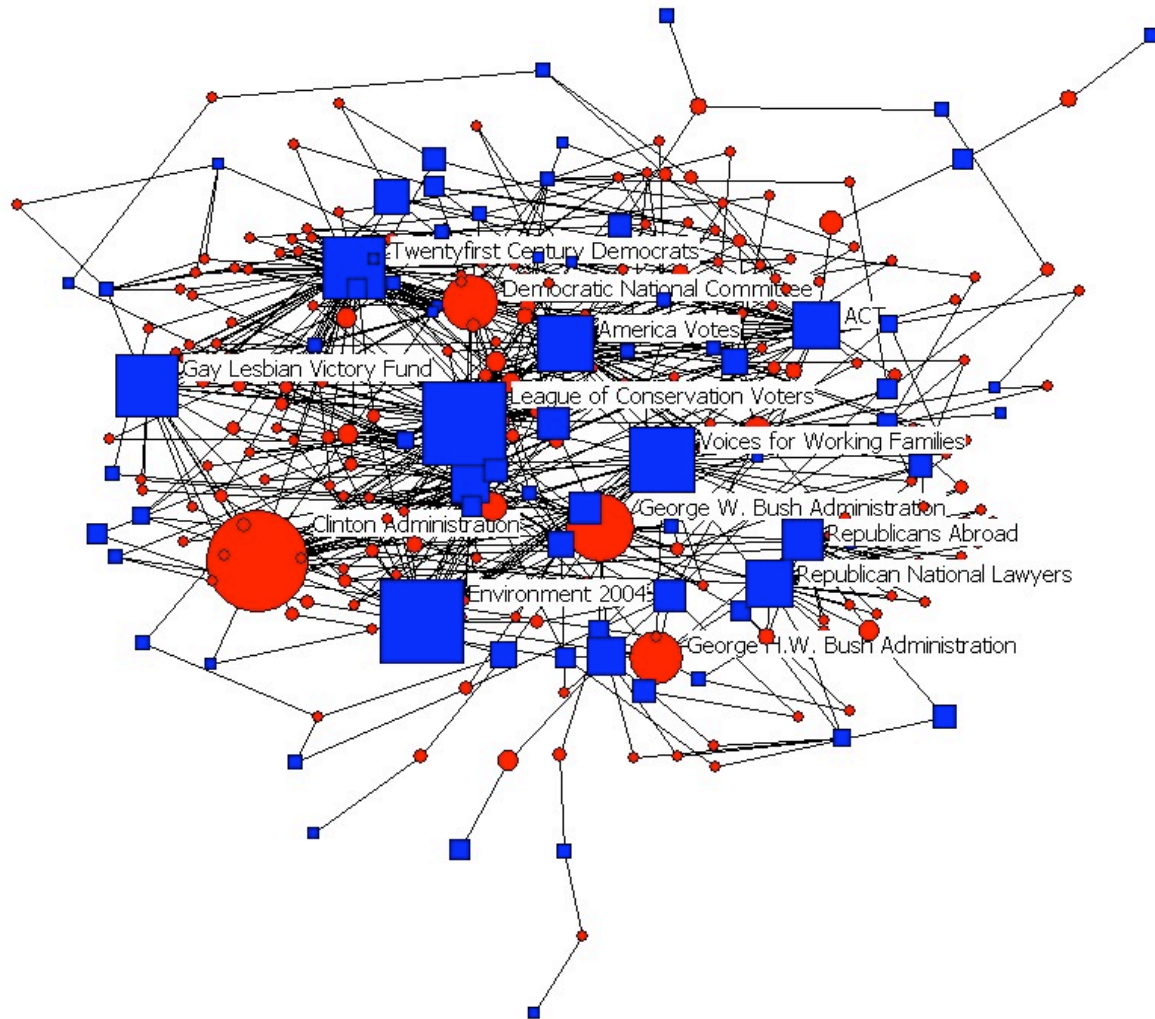 Twentyfirst Century Democrats
Democratic National Committee
ACT
America Votes
Gay Lesbian Victory Fund
League of Conservation Voters
Voices for Working Families
George W. Bush Administration
Clinton Administration
Republicans Abroad
Republican National Lawyers
Environment 2004
George H.W. Bush Administration